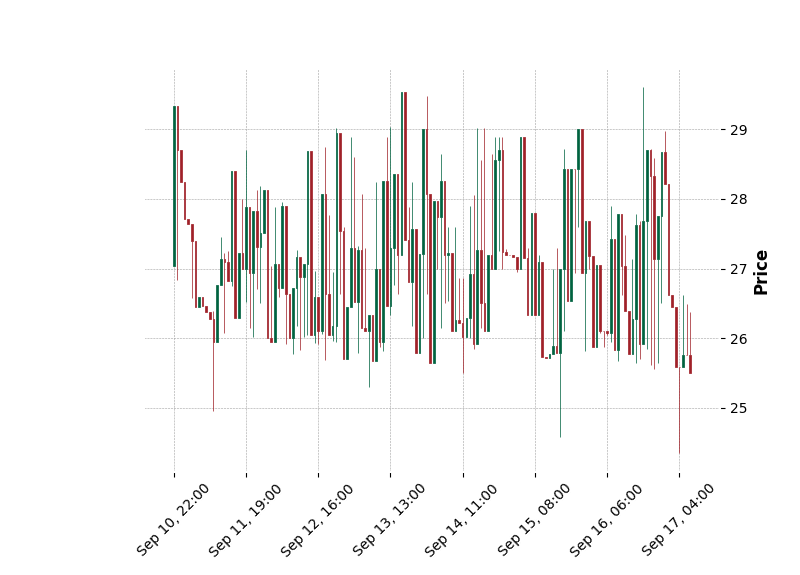 29
28
27
26
25
Price
Sep 10, 22:00
Sep 11, 19:00
Sep 12, 16:00
Sep 13, 13:00
Sep 14, 11:00
Sep 15, 08:00
Sep 16, 06:00
Sep 17, 04:00